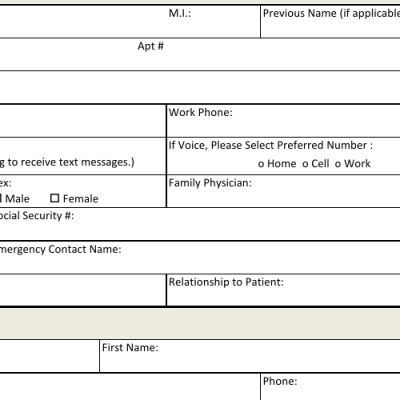 M.I.: Previous Name (if applicable
Apt #
Work Phone:
If Voice, Please Select Preferred Number :
g to receive text messages.) o Home o Cell o Work
ex: Family Physician:
☐ Male ☐ Female
ocial Security #:
mergency Contact Name:
Relationship to Patient:
First Name:
Phone: